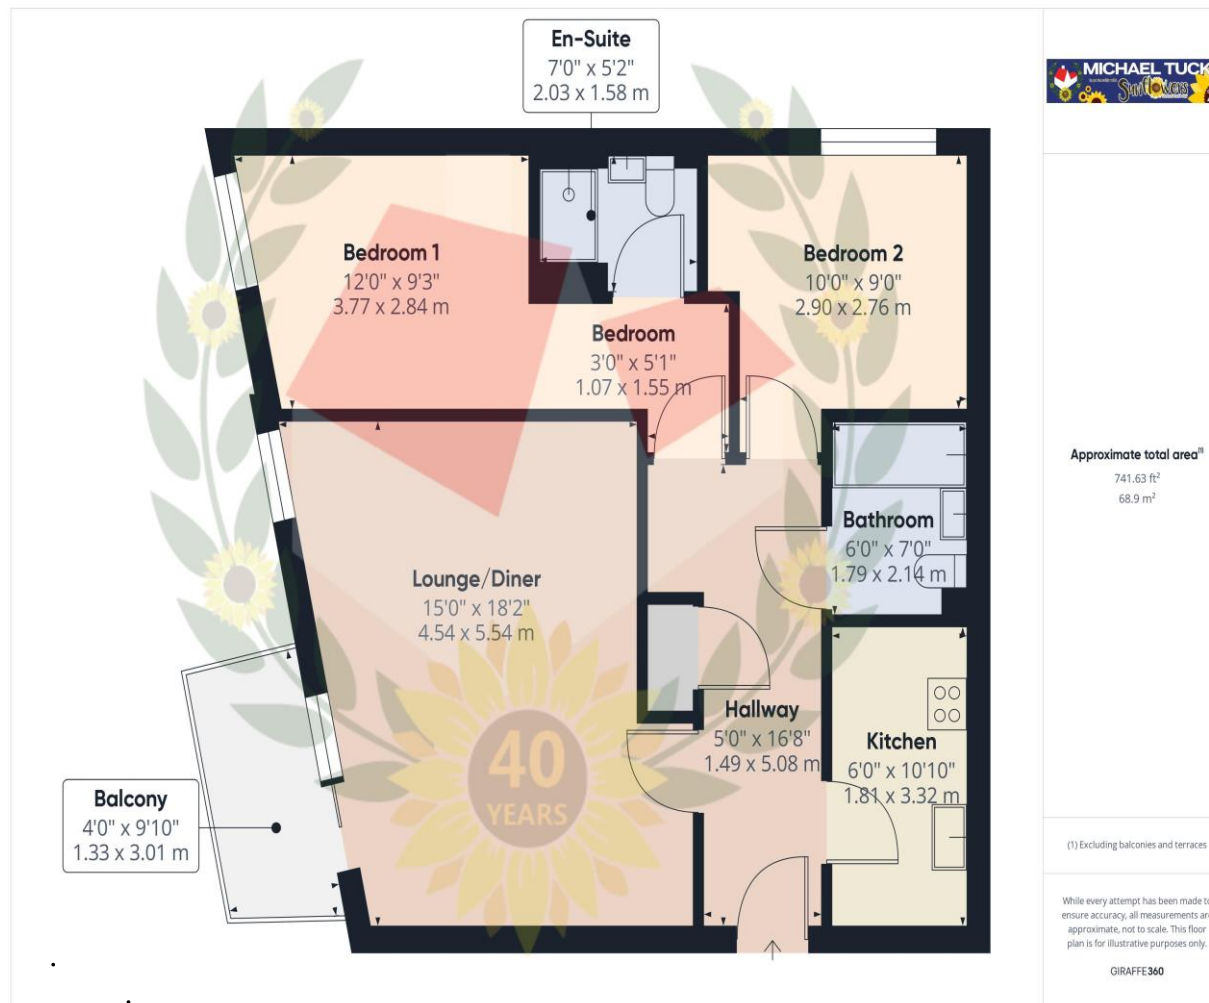 En-Suite
7'0" x 5'2"
2.03 x 1.58 m
Bedroom 1
12'0" x 9'3"
3.77 x 2.84 m
Bedroom 2
10'0" x 9'0"
2.90 x 2.76 m
Bedroom
3'0" x 5'1"
1.07 x 1.55 m
Bathroom
6'0" x 7'0"
1.79 x 2.14 m
Lounge/Diner
15'0" x 18'2"
4.54 x 5.54 m
Hallway
5'0" x 16'8"
1.49 x 5.08 m
Kitchen
6'0" x 10'10"
1.81 x 3.32 m
Balcony
4'0" x 9'10"
1.33 x 3.01 m
40
YEARS
MICHAEL TUCK
Sunflowers
Approximate total area(1)
741.63 ft²
68.9 m²
(1) Excluding balconies and terraces
While every attempt has been made to
ensure accuracy, all measurements are
approximate, not to scale. This floor
plan is for illustrative purposes only.
GIRAFFE360